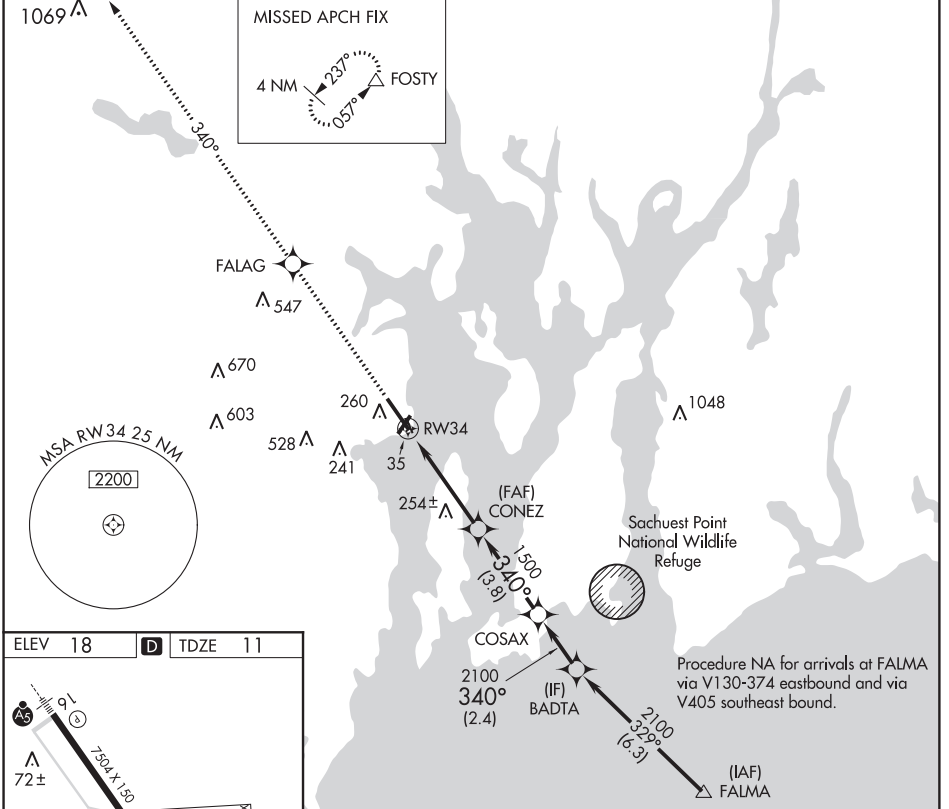 1069
MISSED APCH FIX
4 NM
237°
057°
FOSTY
340°
FALAG
547
670
603
260
RW34
1048
528
241
35
MSA RW34 25 NM
2200
254±
(FAF)
CONEZ
Sachuest Point
National Wildlife
Refuge
1500
340°
(3.8)
COSAX
2100
340°
(2.4)
(IF)
BADTA
Procedure NA for arrivals at FALMA
via V130-374 eastbound and via
V405 southeast bound.
2100
329°
(6.3)
(IAF)
FALMA
ELEV 18 D TDZE 11
A5
16
P
72±
7504 X 150